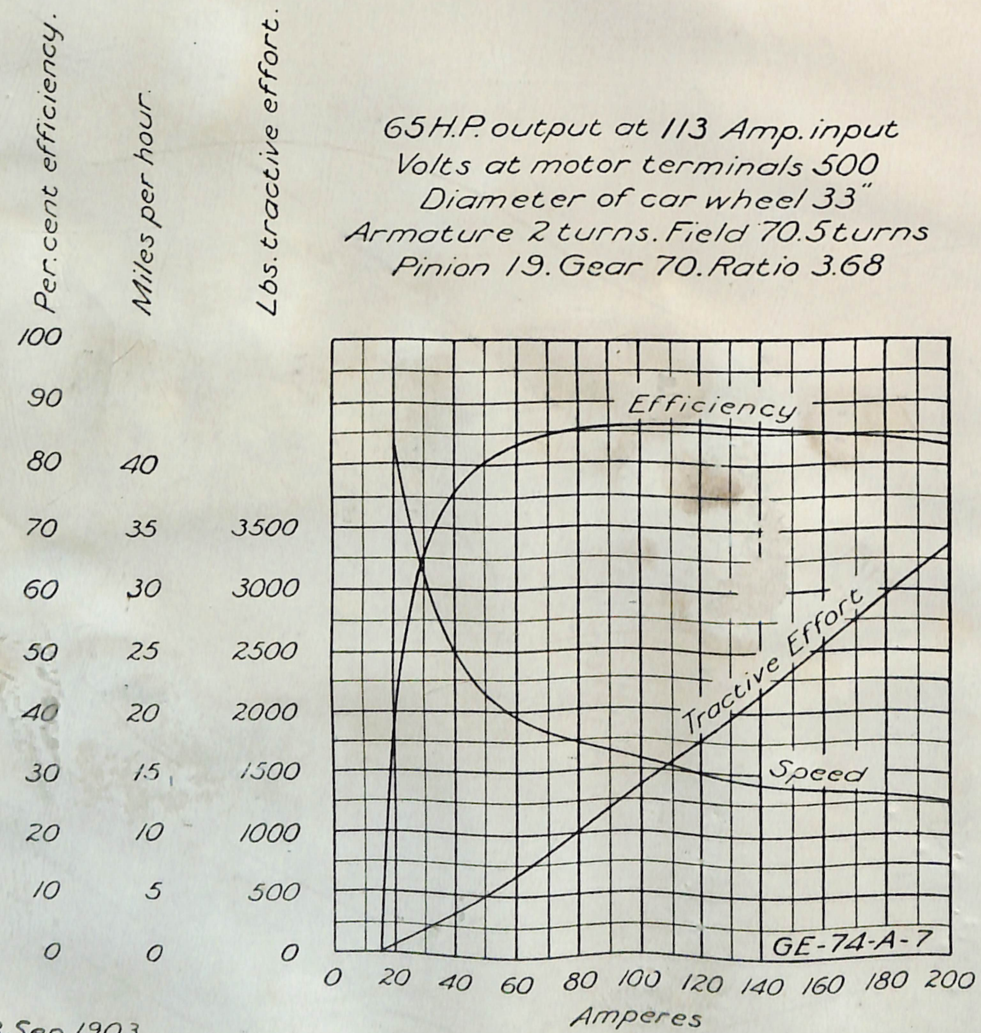 Per.cent efficiency.
Miles per hour.
Lbs. tractive effort.
65 H.P. output at 113 Amp. input
Volts at motor terminals 500
Diameter of car wheel 33"
Armature 2 turns. Field 70.5 turns
Pinion 19. Gear 70. Ratio 3.68
100
90
80 40
70 35 3500
60 30 3000
50 25 2500
40 20 2000
30 15 1500
20 10 1000
10 5 500
0 0 0
Efficiency
Tractive Effort
Speed
GE-74-A-7
0 20 40 60 80 100 120 140 160 180 200
Amperes
Sep 1903